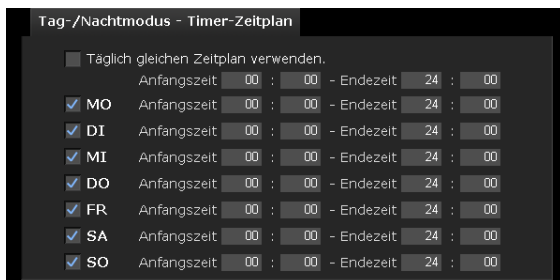 Tag-/Nachtmodus - Timer-Zeitplan
Täglich gleichen Zeitplan verwenden.
Anfangszeit 00 : 00 - Endezeit 24 : 00
MO Anfangszeit 00 : 00 - Endezeit 24 : 00
DI Anfangszeit 00 : 00 - Endezeit 24 : 00
MI Anfangszeit 00 : 00 - Endezeit 24 : 00
DO Anfangszeit 00 : 00 - Endezeit 24 : 00
FR Anfangszeit 00 : 00 - Endezeit 24 : 00
SA Anfangszeit 00 : 00 - Endezeit 24 : 00
SO Anfangszeit 00 : 00 - Endezeit 24 : 00